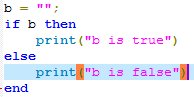 b = "";
if b then
    print("b is true")
else
    print("b is false")
end